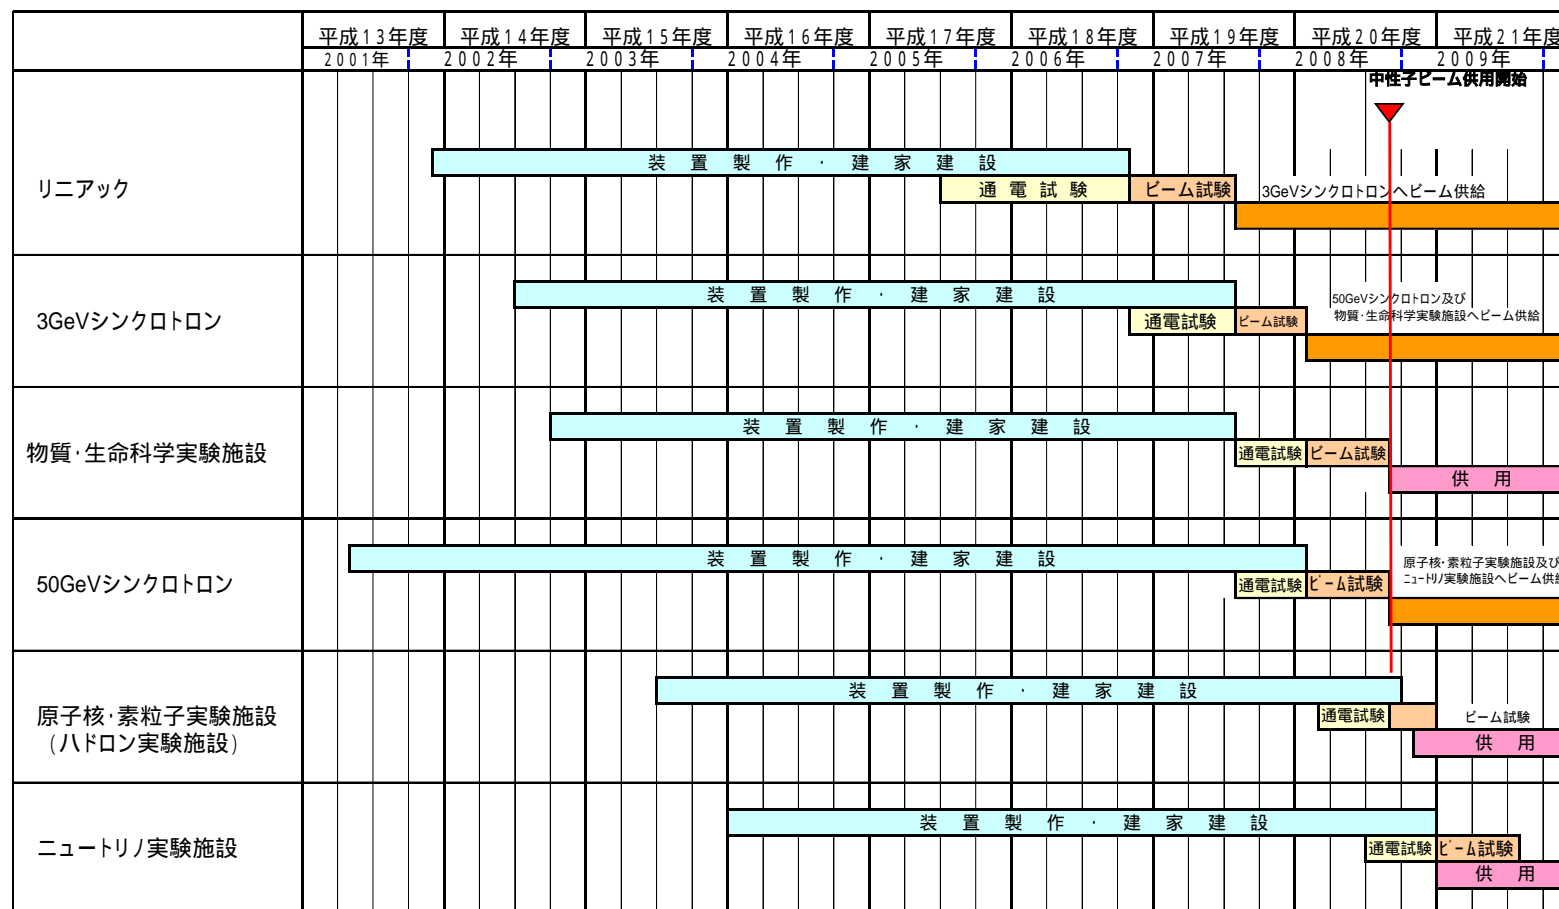 平成13年度 平成14年度 平成15年度 平成16年度 平成17年度 平成18年度 平成19年度 平成20年度 平成21年度
2001年 2002年 2003年 2004年 2005年 2006年 2007年 2008年 2009年
中性子ビーム供用開始
装置製作・建家建設
リニアック
通電試験 ビーム試験 3GeVシンクロトロンへビーム供給
装置製作・建家建設
50GeVシンクロトロン及び
物質・生命科学実験施設へビーム供給
3GeVシンクロトロン
通電試験 ビーム試験
装置製作・建家建設
物質・生命科学実験施設
通電試験 ビーム試験
供用
装置製作・建家建設
原子核・素粒子実験施設及び
ニュートリノ実験施設へビーム供給
50GeVシンクロトロン
通電試験 ビーム試験
装置製作・建家建設
原子核・素粒子実験施設
通電試験 ビーム試験
(ハドロン実験施設)
供用
装置製作・建家建設
ニュートリノ実験施設
通電試験 ビーム試験
供用